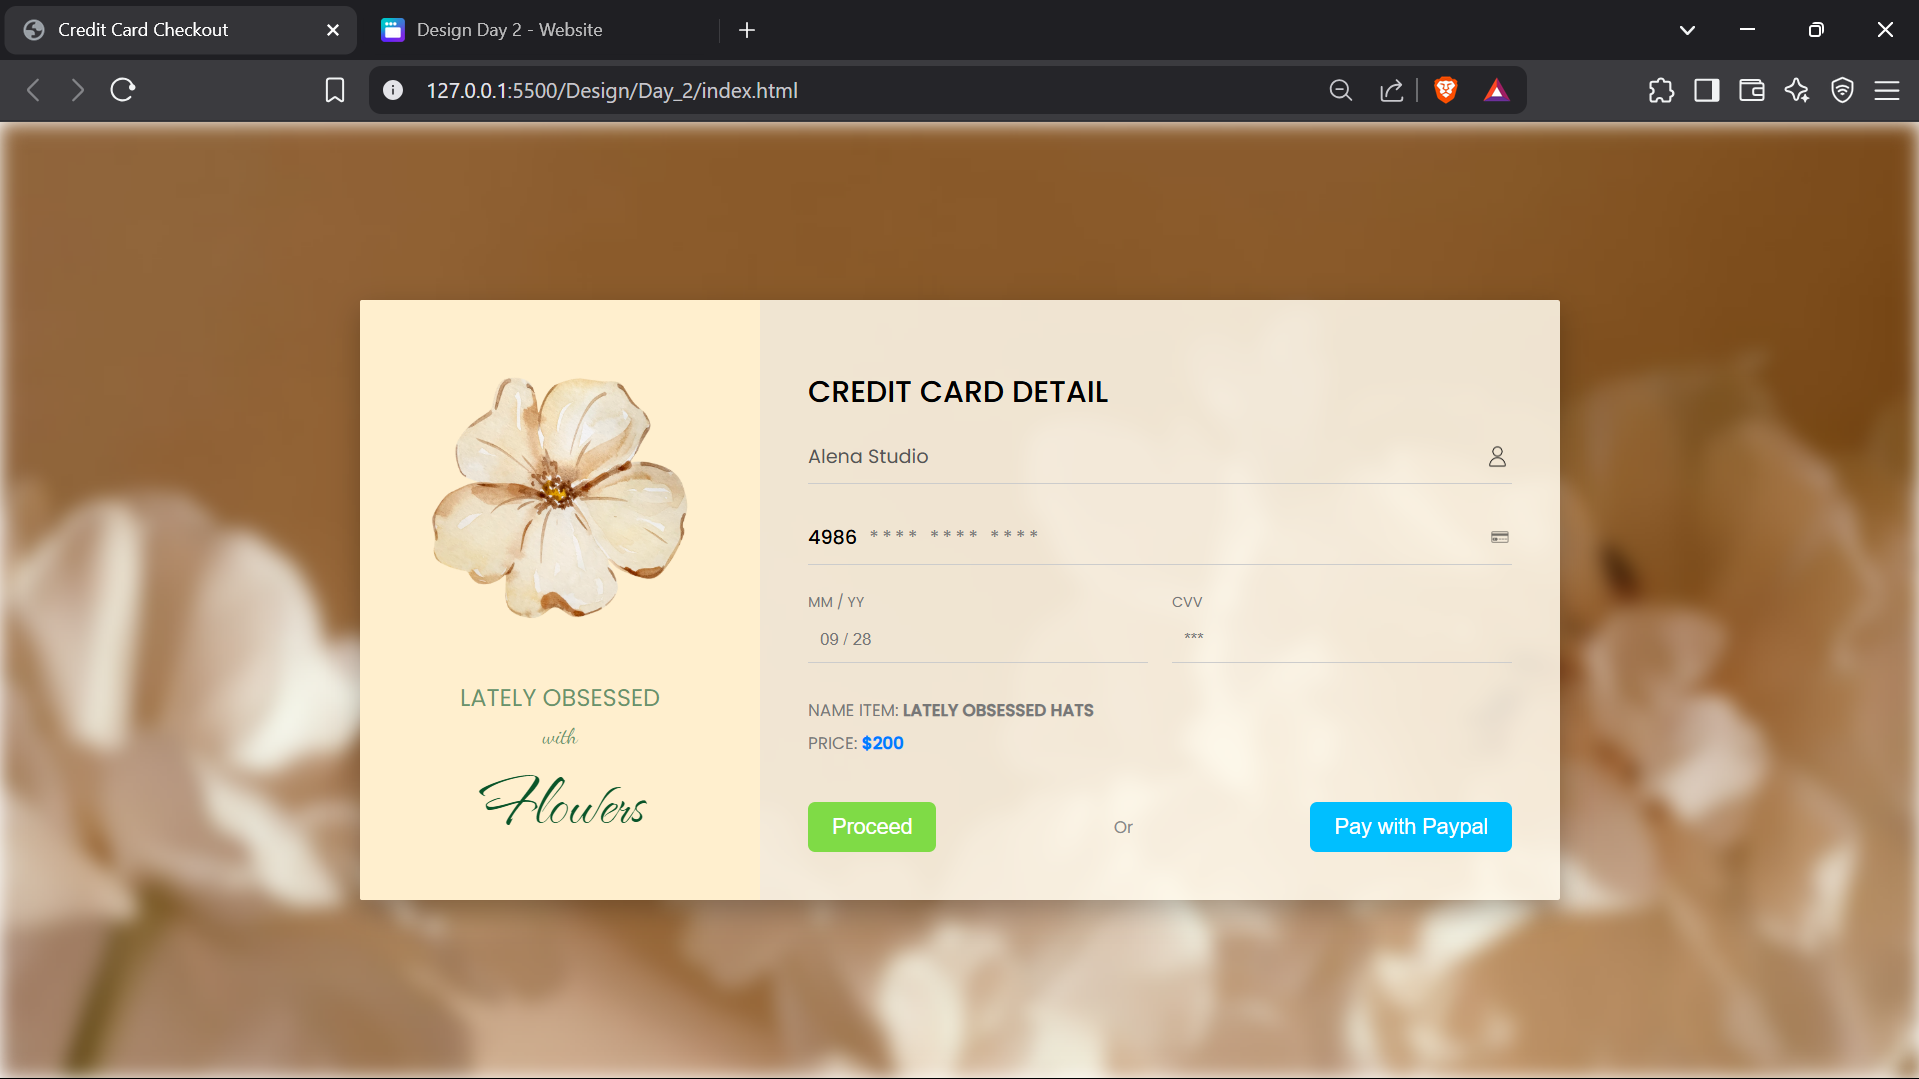 Credit Card Checkout
Design Day 2 - Website
127.0.0.1:5500/Design/Day_2/index.html
LATELY OBSESSED
with
Flowers
CREDIT CARD DETAIL
Alena Studio
4986 **** **** ****
MM / YY
CVV
09 / 28
***
NAME ITEM: LATELY OBSESSED HATS
PRICE: $200
Proceed
Or
Pay with Paypal